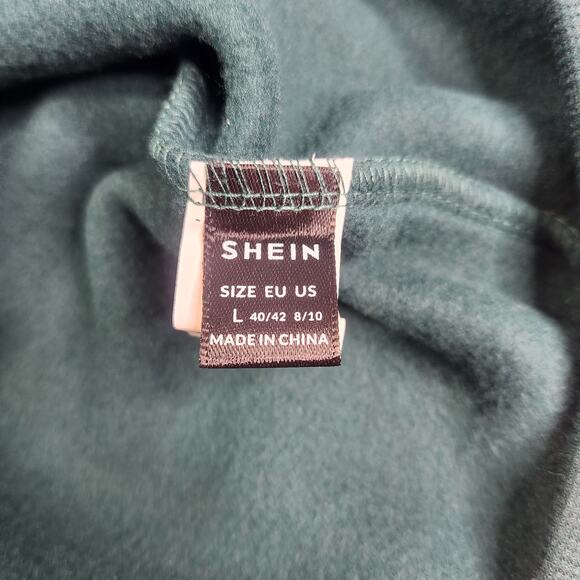 SHEIN
SIZE EU US
L 40/42 8/10
MADE IN CHINA